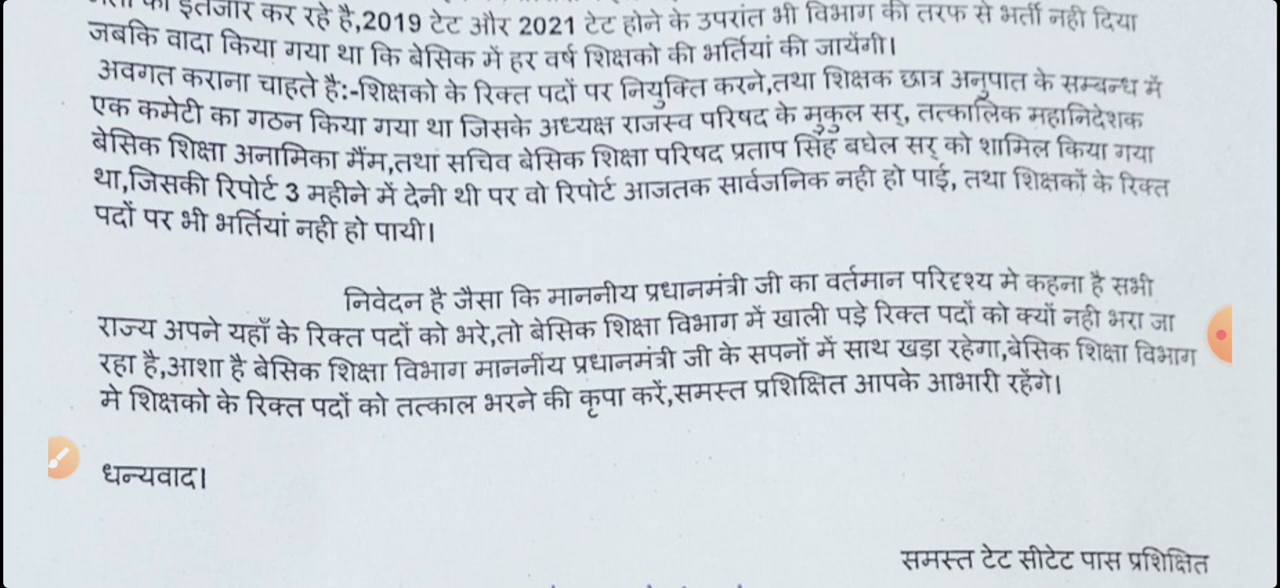 इंतजार कर रहे है,2019 टेट और 2021 टेट होने के उपरांत भी विभाग की तरफ से भर्ती नही दिया
जबकि वादा किया गया था कि बेसिक में हर वर्ष शिक्षको की भर्तियां की जायेंगी।
अवगत कराना चाहते है:-शिक्षको के रिक्त पदों पर नियुक्ति करने,तथा शिक्षक छात्र अनुपात के सम्बन्ध में
एक कमेटी का गठन किया गया था जिसके अध्यक्ष राजस्व परिषद के मुकुल सर्, तत्कालिक महानिदेशक
बेसिक शिक्षा अनामिका मैंम,तथा सचिव बेसिक शिक्षा परिषद प्रताप सिंह बघेल सर् को शामिल किया गया
था,जिसकी रिपोर्ट 3 महीने में देनी थी पर वो रिपोर्ट आजतक सार्वजनिक नही हो पाई, तथा शिक्षकों के रिक्त
पदों पर भी भर्तियां नही हो पायी।
निवेदन है जैसा कि माननीय प्रधानमंत्री जी का वर्तमान परिदृश्य मे कहना है सभी
राज्य अपने यहाँ के रिक्त पदों को भरे,तो बेसिक शिक्षा विभाग में खाली पड़े रिक्त पदों को क्यों नही भरा जा
रहा है,आशा है बेसिक शिक्षा विभाग माननीय प्रधानमंत्री जी के सपनों में साथ खड़ा रहेगा,बेसिक शिक्षा विभाग
मे शिक्षको के रिक्त पदों को तत्काल भरने की कृपा करें,समस्त प्रशिक्षित आपके आभारी रहेंगे।
धन्यवाद।
समस्त टेट सीटेट पास प्रशिक्षित